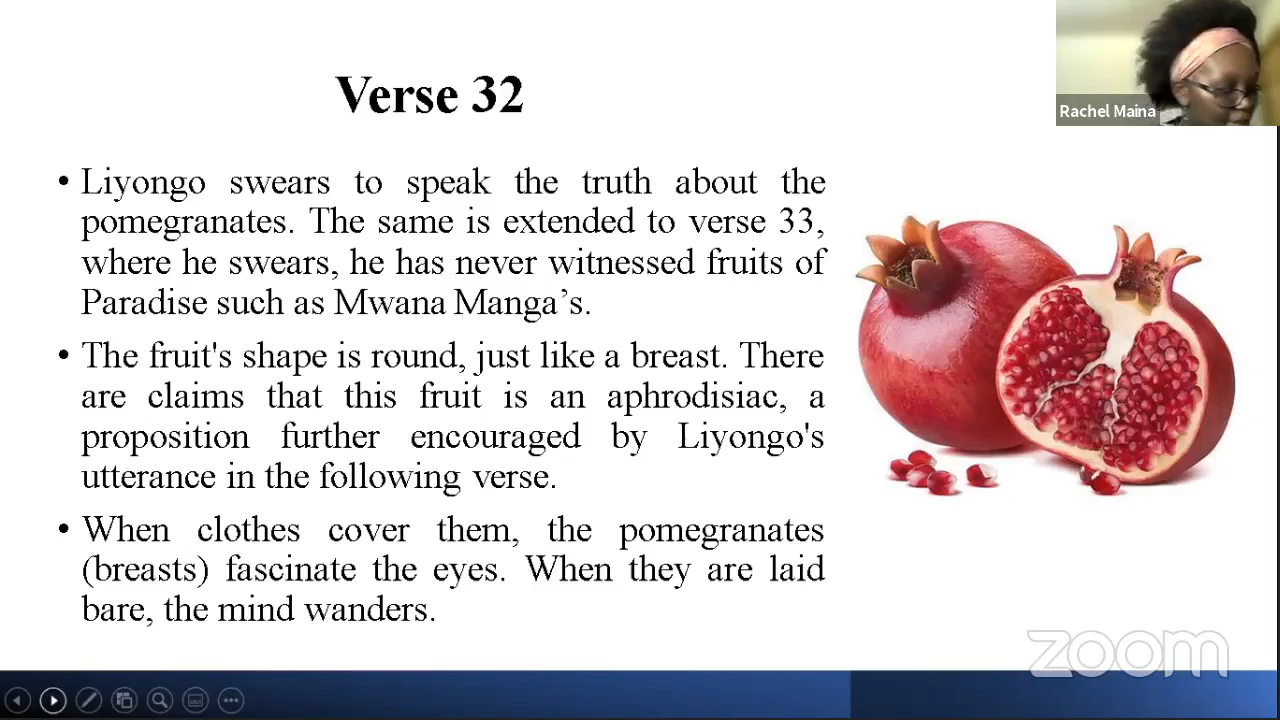 Verse 32
Rachel Maina
• Liyongo swears to speak the truth about the
pomegranates. The same is extended to verse 33,
where he swears, he has never witnessed fruits of
Paradise such as Mwana Manga’s.
• The fruit's shape is round, just like a breast. There
are claims that this fruit is an aphrodisiac, a
proposition further encouraged by Liyongo's
utterance in the following verse.
• When clothes cover them, the pomegranates
(breasts) fascinate the eyes. When they are laid
bare, the mind wanders.
zoom